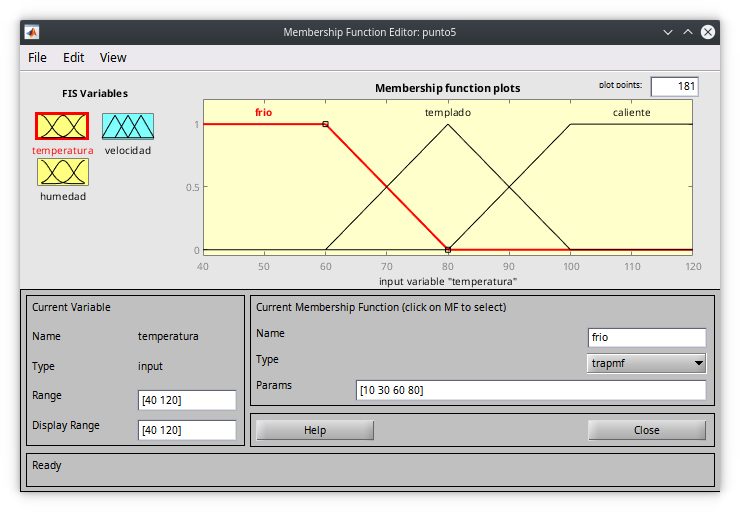 Membership Function Editor: punto5
File Edit View
FIS Variables
temperatura
velocidad
humedad
Membership function plots
plot points:
181
frio
templado
caliente
1
0.5
0
40 50 60 70 80 90 100 110 120
input variable "temperatura"
Current Variable
Name temperatura
Type input
Range [40 120]
Display Range [40 120]
Current Membership Function (click on MF to select)
Name frio
Type trapmf
Params [10 30 60 80]
Help Close
Ready